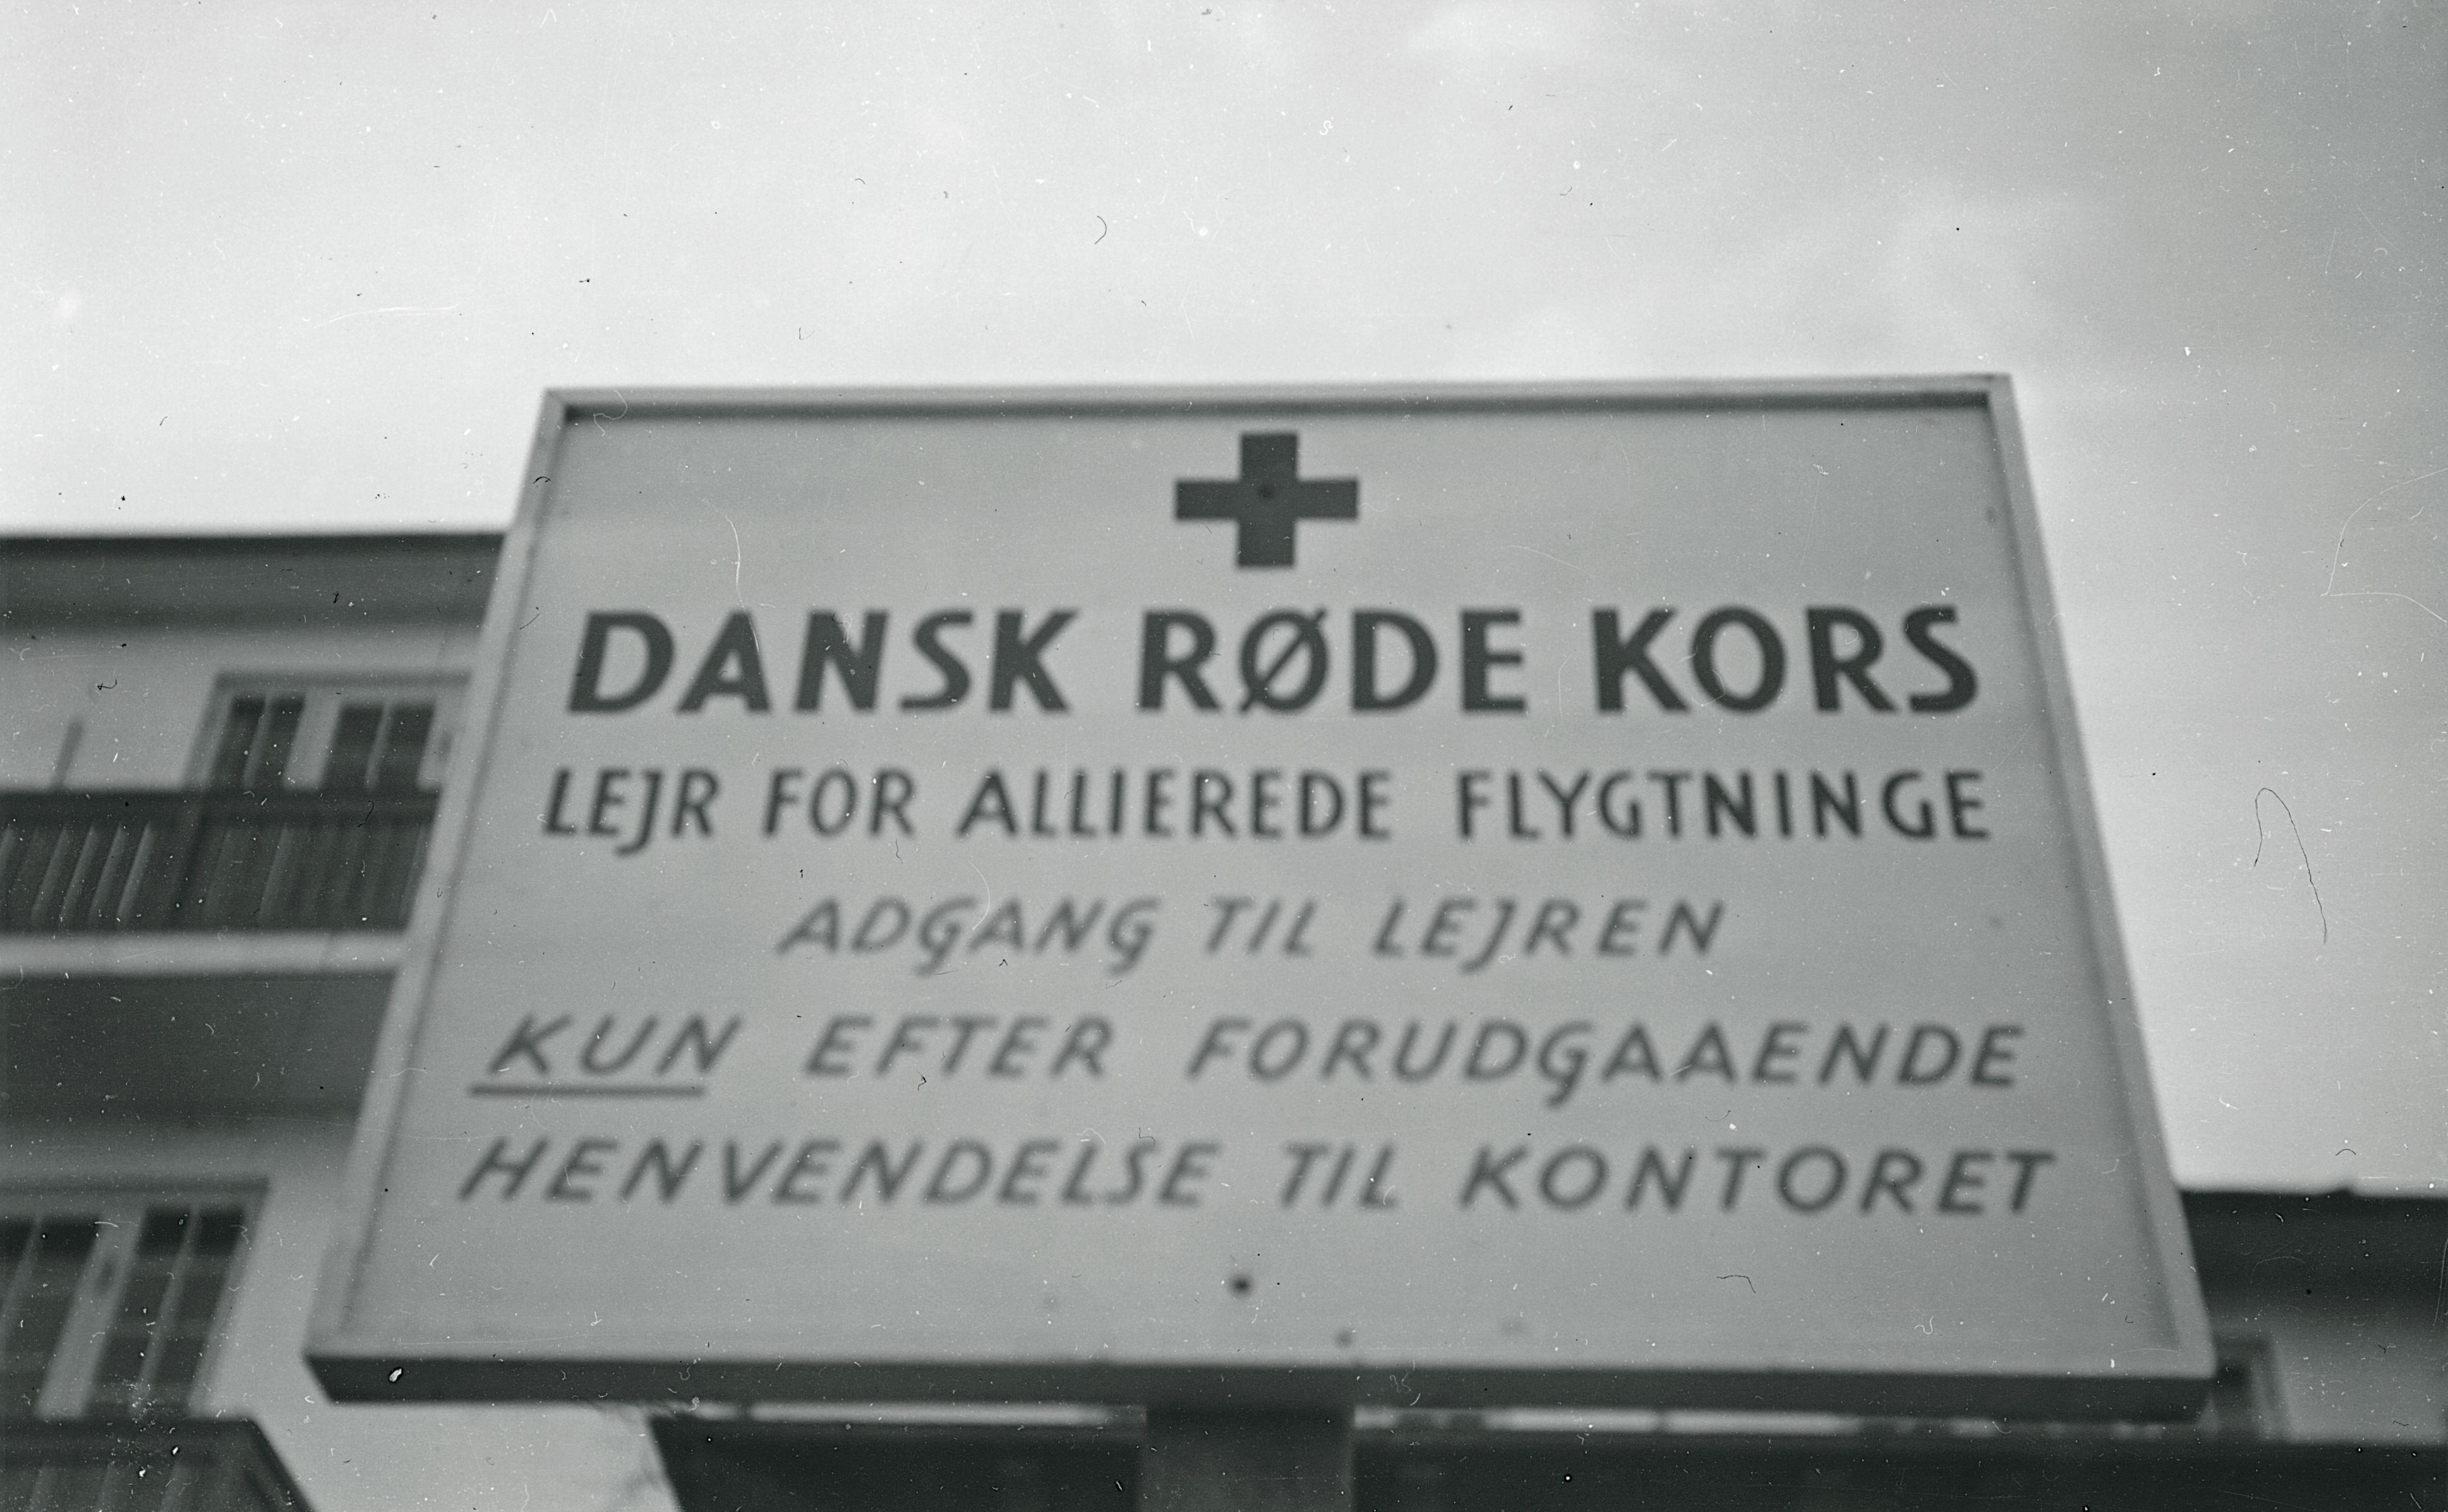 DANSK RØDE KORS
LEJR FOR ALLIEREDE FLYGTNINGE
ADGANG TIL LEJREN
KUN EFTER FORUDGAAENDE
HENVENDELSE TIL KONTORET